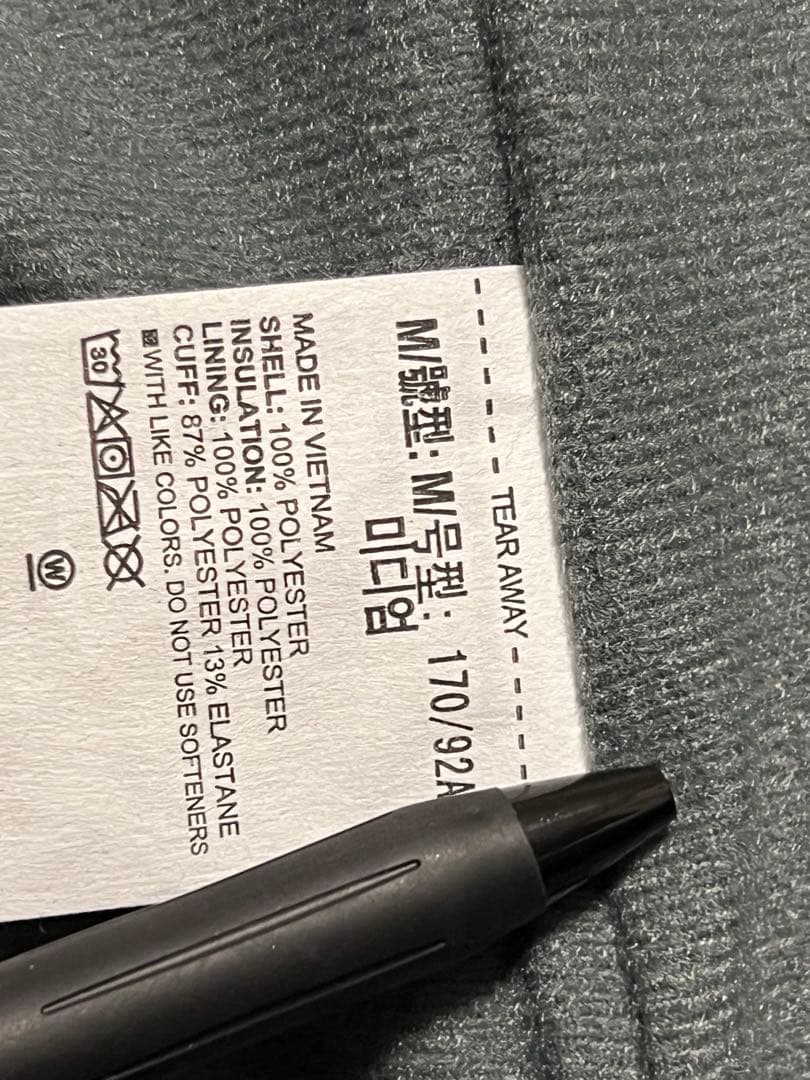 TEAR AWAY
M/號型: M/号型: 170/92A
미디엄
MADE IN VIETNAM
SHELL: 100% POLYESTER
INSULATION: 100% POLYESTER
LINING: 100% POLYESTER
CUFF: 87% POLYESTER 13% ELASTANE
WITH LIKE COLORS. DO NOT USE SOFTENERS
30
W